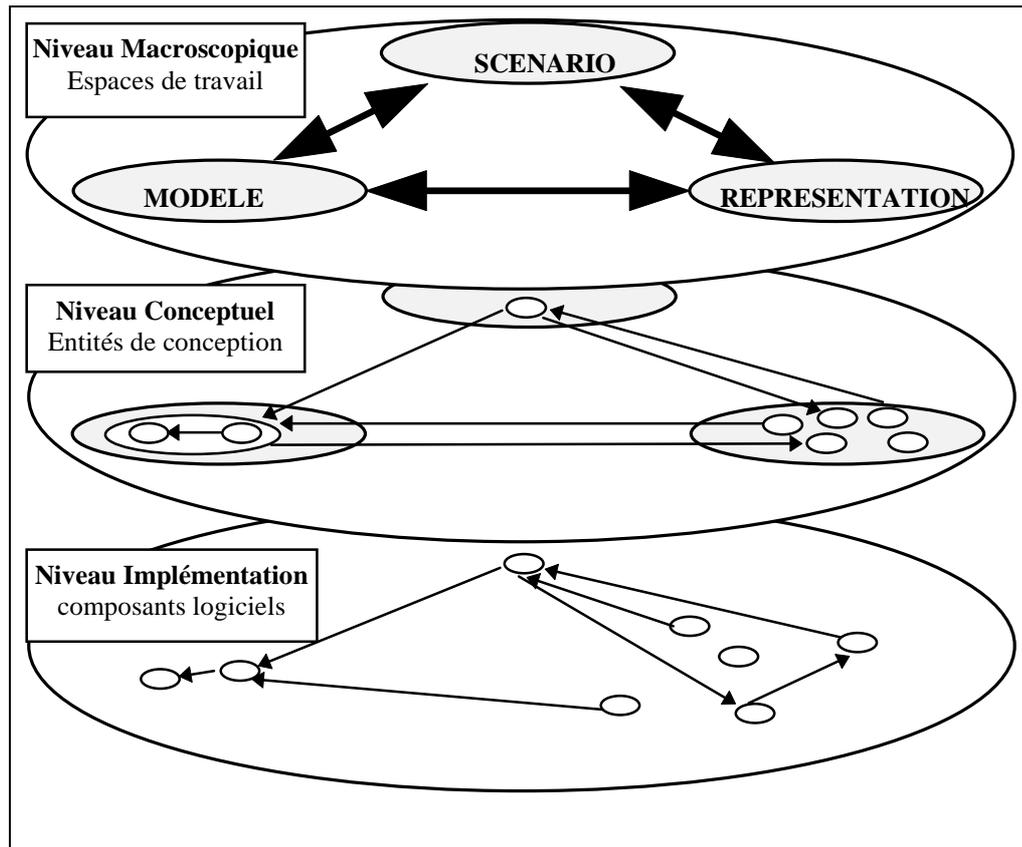 Niveau Macroscopique
Espaces de travail
SCENARIO
MODELE
REPRESENTATION
Niveau Conceptuel
Entités de conception
Niveau Implémentation
composants logiciels